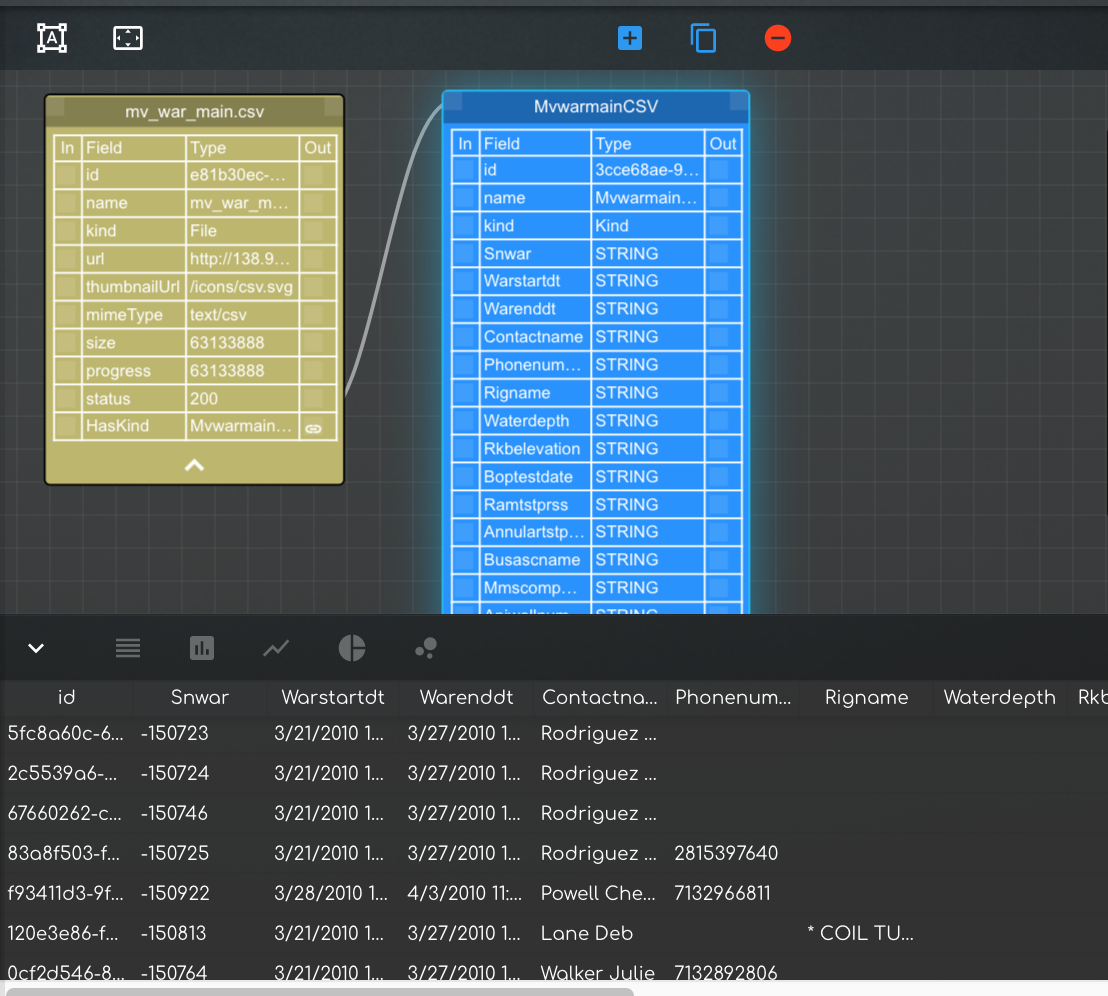 A
mv_war_main.csv
In Field Type Out
id e81b30ec-...
name mv_war_m...
kind File
url http://138.9...
thumbnailUrl /icons/csv.svg
mimeType text/csv
size 63133888
progress 63133888
status 200
HasKind Mvwarmain...
MvwarmainCSV
In Field Type Out
id 3cce68ae-9...
name Mvwarmain...
kind Kind
Snwar STRING
Warstartdt STRING
Warenddt STRING
Contactname STRING
Phonenum... STRING
Rigname STRING
Waterdepth STRING
Rkbelevation STRING
Boptestdate STRING
Ramtstprss STRING
Annulartstp... STRING
Busascname STRING
Mmscomp... STRING
id Snwar Warstartdt Warenddt Contactna... Phonenum... Rigname Waterdepth Rkb
5fc8a60c-6... -150723 3/21/2010 1... 3/27/2010 1... Rodriguez ...
2c5539a6-... -150724 3/21/2010 1... 3/27/2010 1... Rodriguez ...
67660262-c... -150746 3/21/2010 1... 3/27/2010 1... Rodriguez ...
83a8f503-f... -150725 3/21/2010 1... 3/27/2010 1... Rodriguez ... 2815397640
f93411d3-9f... -150922 3/28/2010 1... 4/3/2010 11:... Powell Che... 7132966811
120e3e86-f... -150813 3/21/2010 1... 3/27/2010 1... Lane Deb * COIL TU...
0cf2d546-8... -150764 3/21/2010 1... 3/27/2010 1... Walker Julie 7132892806